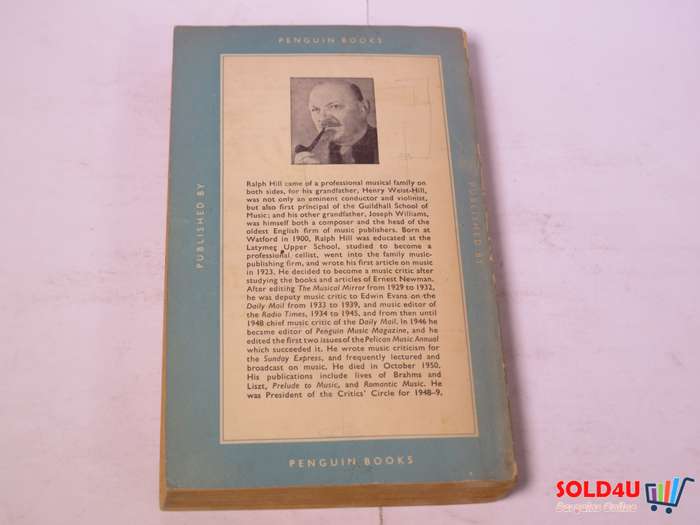 PENGUIN BOOKS
PUBLISHED BY
Ralph Hill came of a professional musical family on
both sides, for his grandfather, Henry Weist-Hill,
was not only an eminent conductor and violinist,
but also first principal of the Guildhall School of
Music; and his other grandfather, Joseph Williams,
was himself both a composer and the head of the
oldest English firm of music publishers. Born at
Watford in 1900, Ralph Hill was educated at the
Latymer Upper School, studied to become a
professional cellist, went into the family music-
publishing firm, and wrote his first article on music
in 1923. He decided to become a music critic after
studying the books and articles of Ernest Newman.
After editing The Musical Mirror from 1929 to 1932,
he was deputy music critic to Edwin Evans on the
Daily Mail from 1933 to 1939, and music editor of
the Radio Times, 1934 to 1945, and from then until
1948 chief music critic of the Daily Mail. In 1946 he
became editor of Penguin Music Magazine, and he
edited the first two issues of the Pelican Music Annual
which succeeded it. He wrote music criticism for
the Sunday Express, and frequently lectured and
broadcast on music. He died in October 1950.
His publications include lives of Brahms and
Liszt, Prelude to Music, and Romantic Music. He
was President of the Critics' Circle for 1948-9.
PUBLISHED BY
PENGUIN BOOKS
SOLD4U
Bargains Online